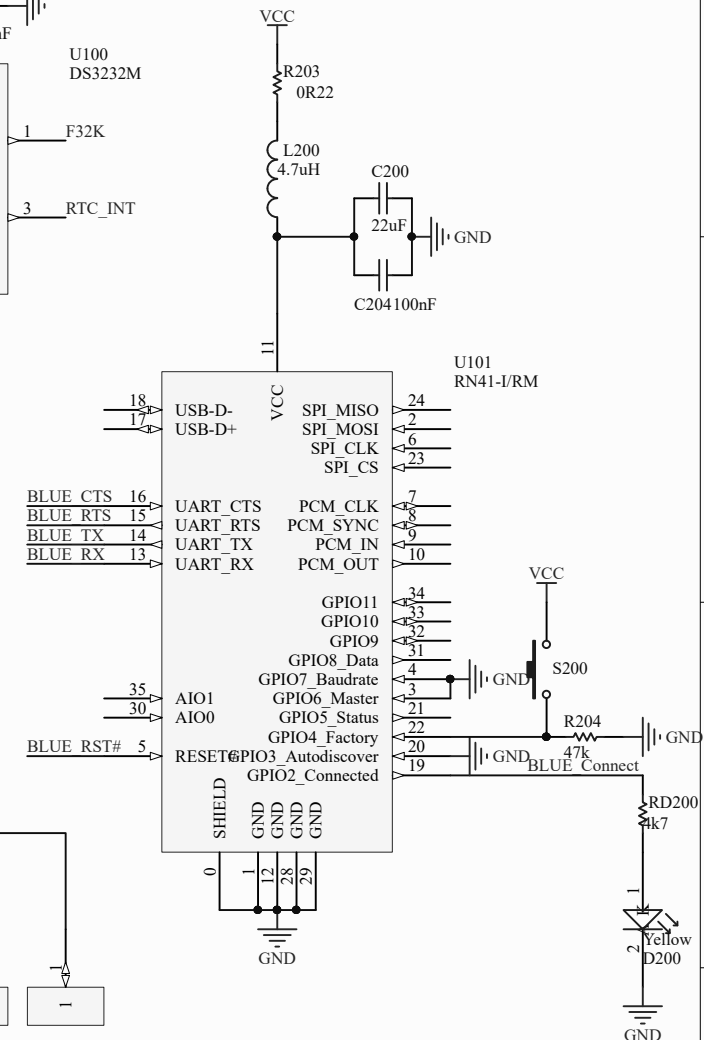 nF
U100
DS3232M
1 F32K
3 RTC_INT
VCC
R203
0R22
L200
4.7uH
C200
22uF
GND
C204100nF
11
VCC
U101
RN41-I/RM
18 USB-D-
17 USB-D+
BLUE_CTS 16 UART_CTS
BLUE_RTS 15 UART_RTS
BLUE_TX 14 UART_TX
BLUE_RX 13 UART_RX
35 AIO1
30 AIO0
BLUE_RST# 5 RESET#
SPI_MISO 24
SPI_MOSI 2
SPI_CLK 6
SPI_CS 23
PCM_CLK 7
PCM_SYNC 8
PCM_IN 9
PCM_OUT 10
GPIO11 34
GPIO10 33
GPIO9 32
GPIO8_Data 31
GPIO7_Baudrate 4
GPIO6_Master 3
GPIO5_Status 21
GPIO4_Factory 22
GPIO3_Autodiscover 20
GPIO2_Connected 19
GND
GND
VCC
S200
R204
47k
GND
BLUE_Connect
RD200
4k7
1
K
A
2
Yellow
D200
GND
SHIELD
GND
GND
GND
GND
0
1
12
28
29
GND
1
1